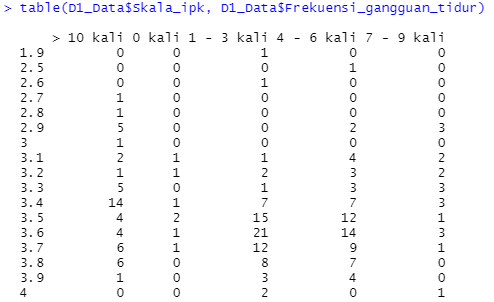 > table(D1_Data$Skala_ipk, D1_Data$Frekuensi_gangguan_tidur)
> 10 kali 0 kali 1 - 3 kali 4 - 6 kali 7 - 9 kali
1.9 0 0 1 0 0
2.5 0 0 0 1 0
2.6 0 0 1 0 0
2.7 1 0 0 0 0
2.8 1 0 0 0 0
2.9 5 0 0 2 3
3 1 0 0 0 0
3.1 2 1 1 4 2
3.2 1 1 2 3 2
3.3 5 0 1 3 3
3.4 14 1 7 7 3
3.5 4 2 15 12 1
3.6 4 1 21 14 3
3.7 6 1 12 9 1
3.8 6 0 8 7 0
3.9 1 0 3 4 0
4 0 0 2 0 1